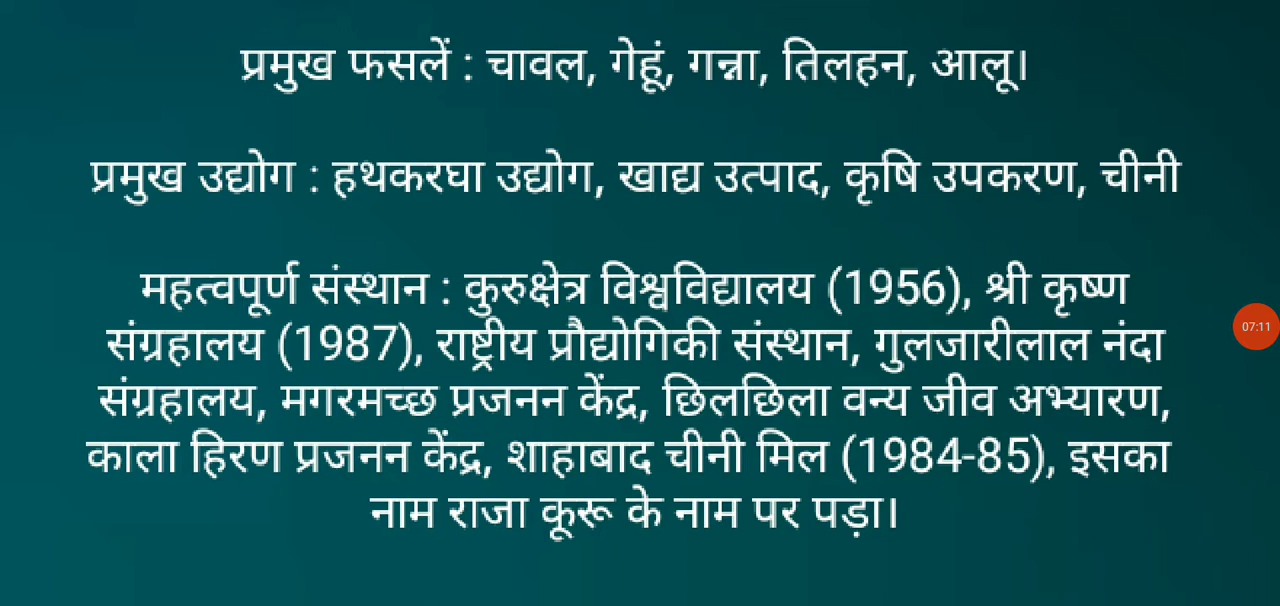 प्रमुख फसलें : चावल, गेहूं, गन्ना, तिलहन, आलू।
प्रमुख उद्योग : हथकरघा उद्योग, खाद्य उत्पाद, कृषि उपकरण, चीनी
महत्वपूर्ण संस्थान : कुरुक्षेत्र विश्वविद्यालय (1956), श्री कृष्ण
संग्रहालय (1987), राष्ट्रीय प्रौद्योगिकी संस्थान, गुलजारीलाल नंदा
संग्रहालय, मगरमच्छ प्रजनन केंद्र, छिलछिला वन्य जीव अभ्यारण,
काला हिरण प्रजनन केंद्र, शाहाबाद चीनी मिल (1984-85), इसका
नाम राजा कूरू के नाम पर पड़ा।
07:11